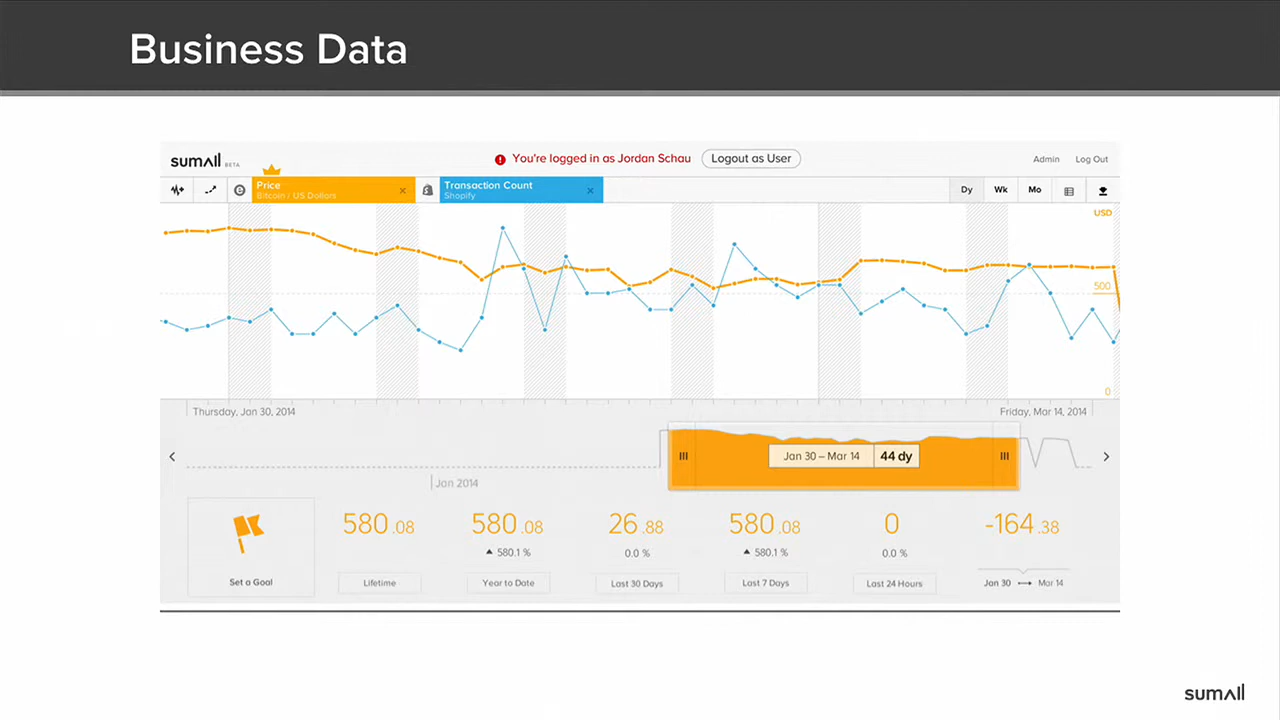 Business Data
sumall BETA
You're logged in as Jordan Schau
Logout as User
Admin
Log Out
Price
Bitcoin / US Dollars
Transaction Count
Shopify
Dy
Wk
Mo
USD
500
0
Thursday, Jan 30, 2014
Friday, Mar 14, 2014
Jan 30 – Mar 14
44 dy
Jan 2014
580.08
580.08
26.88
580.08
0
-164.38
580.1 %
0.0 %
580.1 %
0.0 %
Set a Goal
Lifetime
Year to Date
Last 30 Days
Last 7 Days
Last 24 Hours
Jan 30
Mar 14
sumall